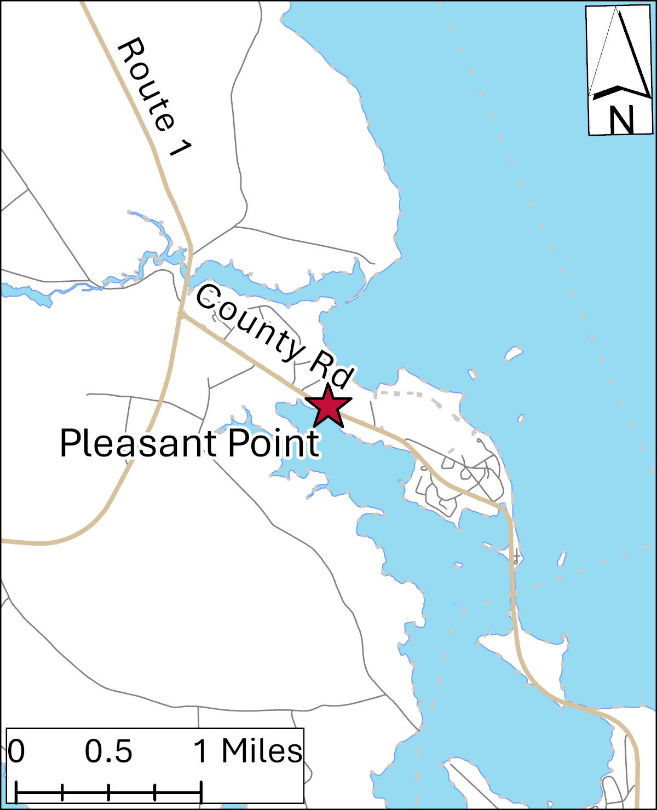 N
Route 1
County Rd
Pleasant Point
0 0.5 1 Miles